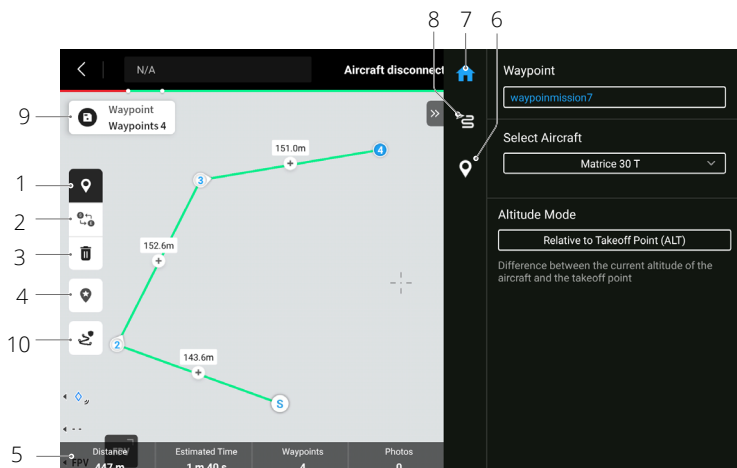 8 7 6
N/A
Aircraft disconnect
Waypoint
waypoinmission7
9
Waypoint
Waypoints 4
Select Aircraft
Matrice 30 T
1
2
3
4
10
151.0m
4
3
152.6m
2
143.6m
S
Altitude Mode
Relative to Takeoff Point (ALT)
Difference between the current altitude of the
aircraft and the takeoff point
- -
5
FPV
Distance Estimated Time Waypoints Photos
447 m 1 m 40 s 4 0